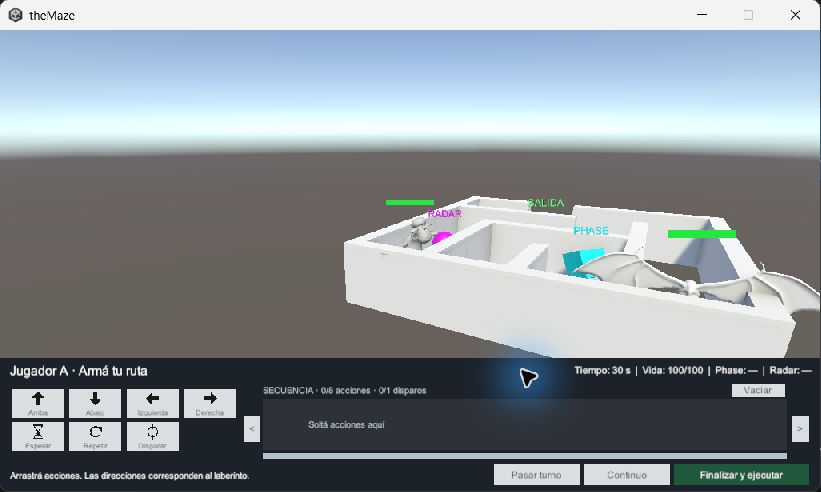 theMaze
SALIDA
RADAR
PHASE
Jugador A · Armá tu ruta
Tiempo: 30 s | Vida: 100/100 | Phase: — | Radar: —
SECUENCIA · 0/8 acciones · 0/1 disparos
Vaciar
Arriba
Abajo
Izquierda
Derecha
<
Soltá acciones aquí
>
Esperar
Repetir
Disparar
Arrastrá acciones. Las direcciones corresponden al laberinto.
Pasar turno
Continuo
Finalizar y ejecutar